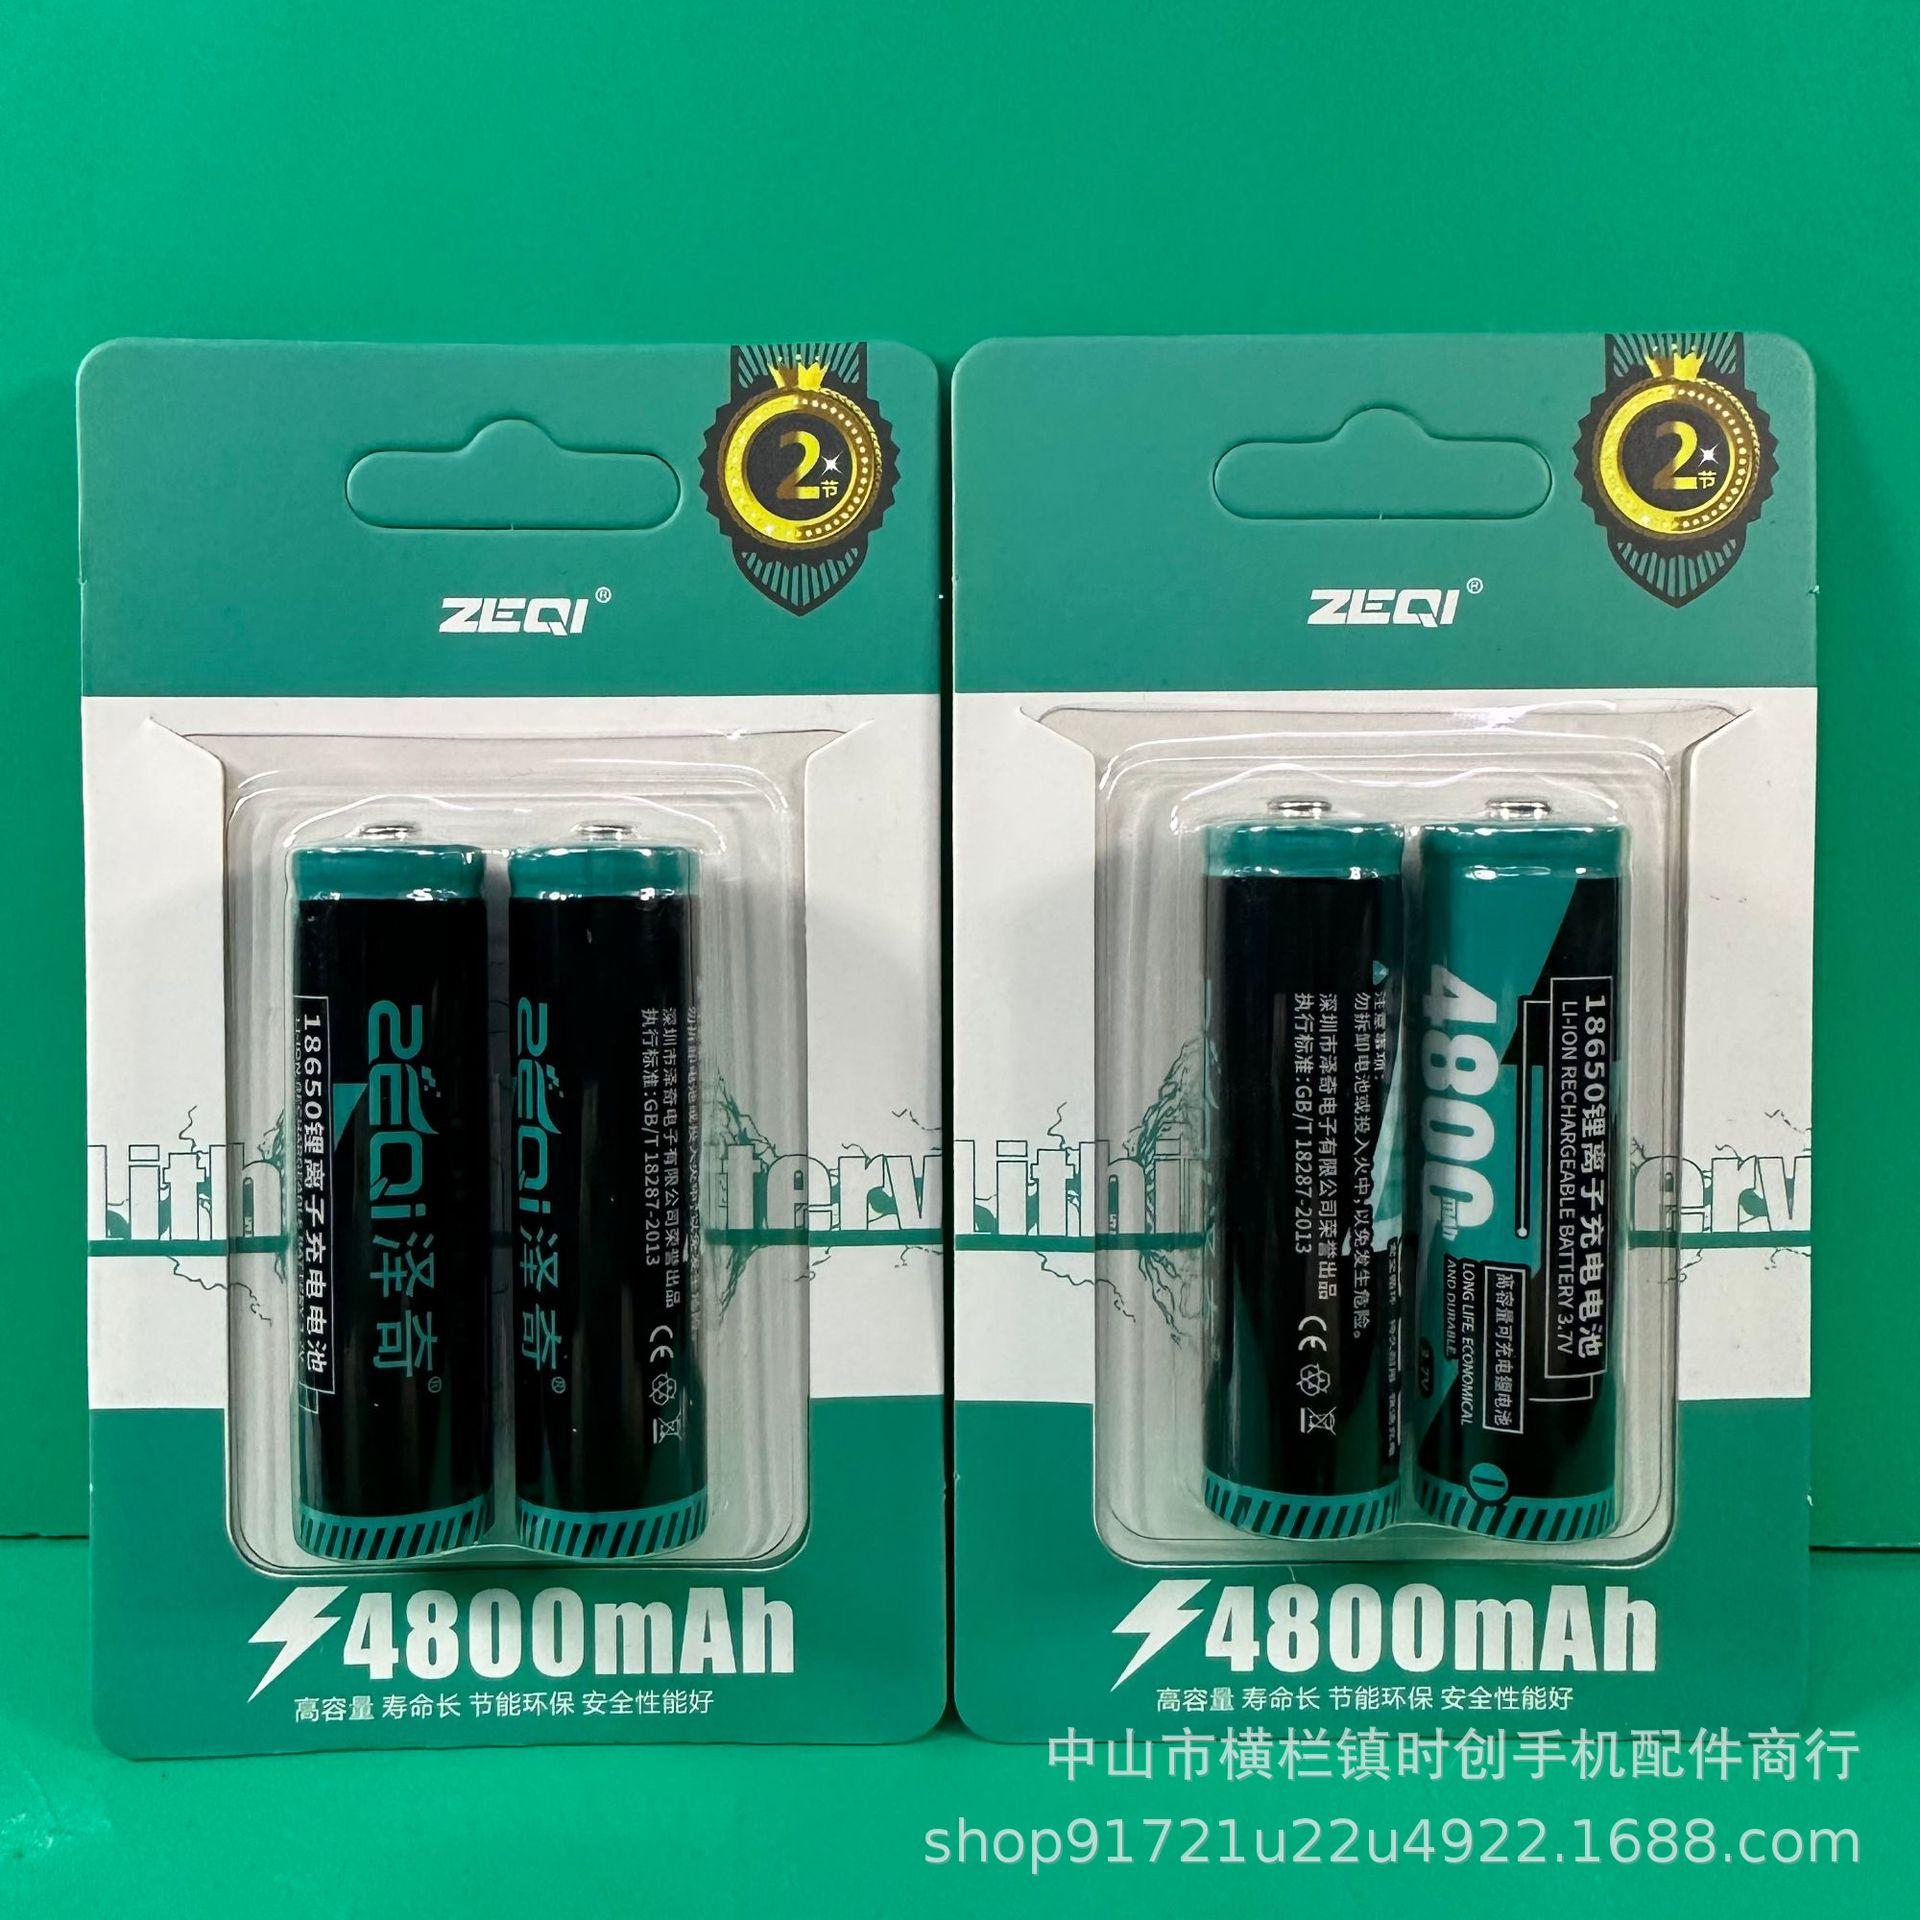 2节
ZEQI®
18650锂离子充电电池
ZEQi泽奇®
ZEQi泽奇®
深圳市泽奇电子有限公司荣誉出品
执行标准:GB/T 18287-2013
CE
⚡4800mAh
高容量 寿命长 节能环保 安全性能好
2节
ZEQI®
注意事项:
勿拆卸电池或投入火中,以免发生危险。
深圳市泽奇电子有限公司荣誉出品
执行标准:GB/T 18287-2013
CE
18650锂离子充电电池
LI-ION RECHARGEABLE BATTERY 3.7V
4800mAh
高容量可充电锂电池
LONG LIFE, ECONOMICAL
AND DURABLE.
⚡4800mAh
高容量 寿命长 节能环保 安全性能好
中山市横栏镇时创手机配件商行
shop91721u22u4922.1688.com